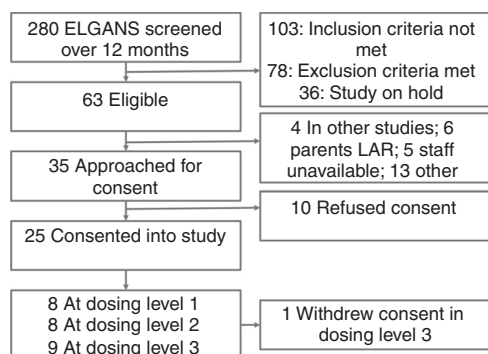 280 ELGANS screened
over 12 months
103: Inclusion criteria not
met
78: Exclusion criteria met
36: Study on hold
63 Eligible
4 In other studies; 6
parents LAR; 5 staff
unavailable; 13 other
35 Approached for
consent
10 Refused consent
25 Consented into study
8 At dosing level 1
8 At dosing level 2
9 At dosing level 3
1 Withdrew consent in
dosing level 3